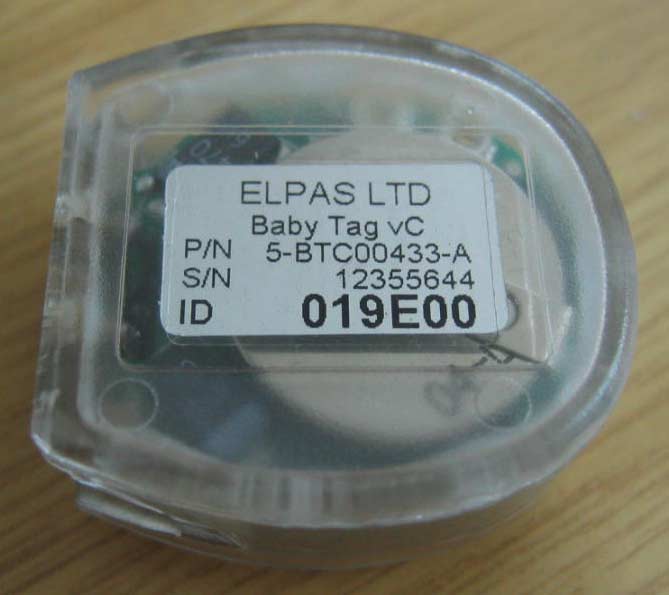 ELPAS LTD
Baby Tag vC
P/N 5-BTC00433-A
S/N 12355644
ID 019E00